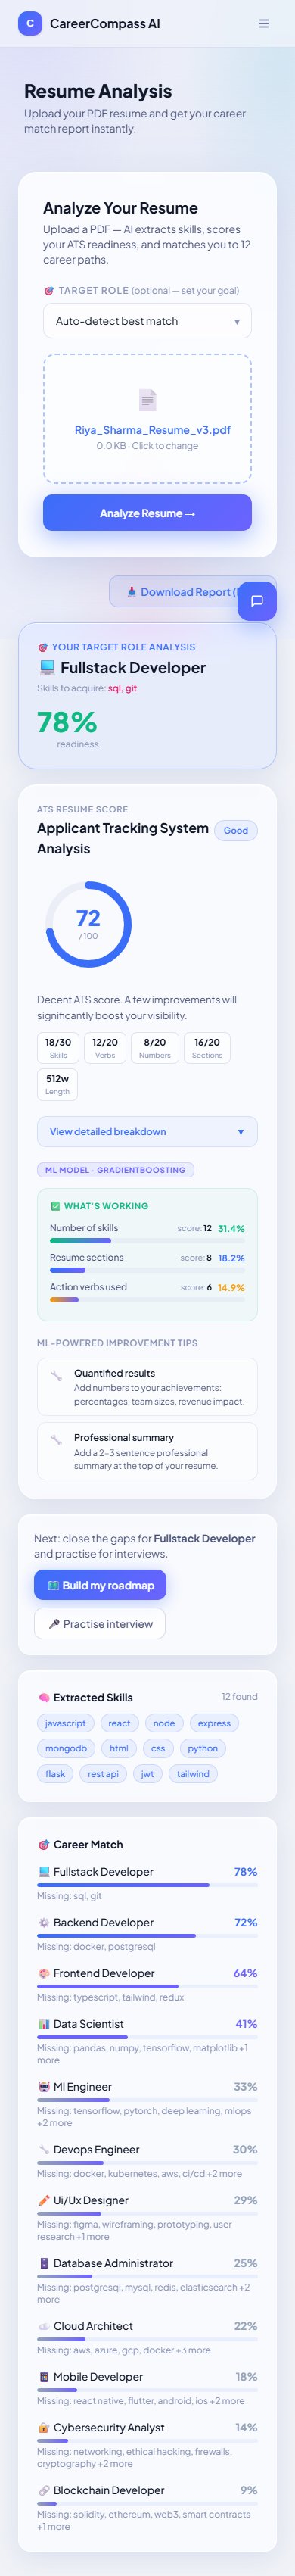 C CareerCompass AI
Resume Analysis
Upload your PDF resume and get your career
match report instantly.
Analyze Your Resume
Upload a PDF — AI extracts skills, scores
your ATS readiness, and matches you to 12
career paths.
TARGET ROLE (optional — set your goal)
Auto-detect best match
Riya_Sharma_Resume_v3.pdf
0.0 KB · Click to change
Analyze Resume →
Download Report (
YOUR TARGET ROLE ANALYSIS
Fullstack Developer
Skills to acquire: sql, git
78%
readiness
ATS RESUME SCORE
Applicant Tracking System
Analysis
Good
72
/ 100
Decent ATS score. A few improvements will
significantly boost your visibility.
18/30 12/20 8/20 16/20
Skills Verbs Numbers Sections
512w
Length
View detailed breakdown
ML MODEL · GRADIENTBOOSTING
WHAT'S WORKING
Number of skills score: 12 31.4%
Resume sections score: 8 18.2%
Action verbs used score: 6 14.9%
ML-POWERED IMPROVEMENT TIPS
Quantified results
Add numbers to your achievements:
percentages, team sizes, revenue impact.
Professional summary
Add a 2–3 sentence professional
summary at the top of your resume.
Next: close the gaps for Fullstack Developer
and practise for interviews.
Build my roadmap
Practise interview
Extracted Skills 12 found
javascript react node express
mongodb html css python
flask rest api jwt tailwind
Career Match
Fullstack Developer 78%
Missing: sql, git
Backend Developer 72%
Missing: docker, postgresql
Frontend Developer 64%
Missing: typescript, tailwind, redux
Data Scientist 41%
Missing: pandas, numpy, tensorflow, matplotlib +1
more
Ml Engineer 33%
Missing: tensorflow, pytorch, deep learning, mlops
+2 more
Devops Engineer 30%
Missing: docker, kubernetes, aws, ci/cd +2 more
Ui/Ux Designer 29%
Missing: figma, wireframing, prototyping, user
research +1 more
Database Administrator 25%
Missing: postgresql, mysql, redis, elasticsearch +2
more
Cloud Architect 22%
Missing: aws, azure, gcp, docker +3 more
Mobile Developer 18%
Missing: react native, flutter, android, ios +2 more
Cybersecurity Analyst 14%
Missing: networking, ethical hacking, firewalls,
cryptography +2 more
Blockchain Developer 9%
Missing: solidity, ethereum, web3, smart contracts
+1 more